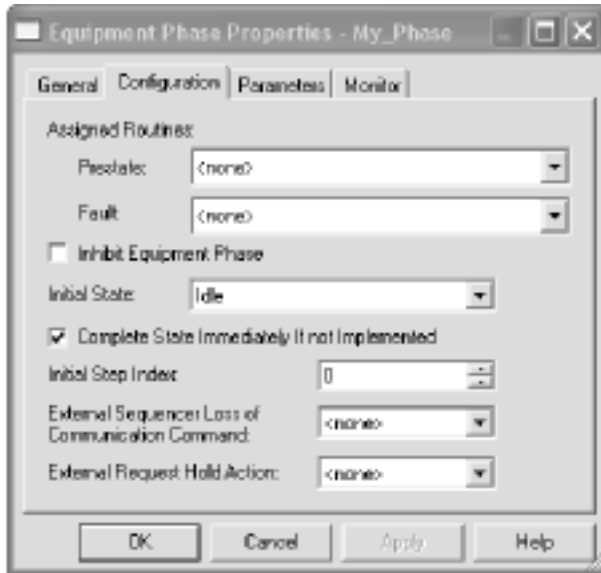 Equipment Phase Properties - My_Phase
General Configuration Parameters Monitor
Assigned Routines:
Prestate: <none>
Fault: <none>
Inhibit Equipment Phase
Initial State: Idle
Complete State Immediately If not Implemented
Initial Step Index: 0
External Sequencer Loss of
Communication Command: <none>
External Request Hold Action: <none>
OK Cancel Apply Help